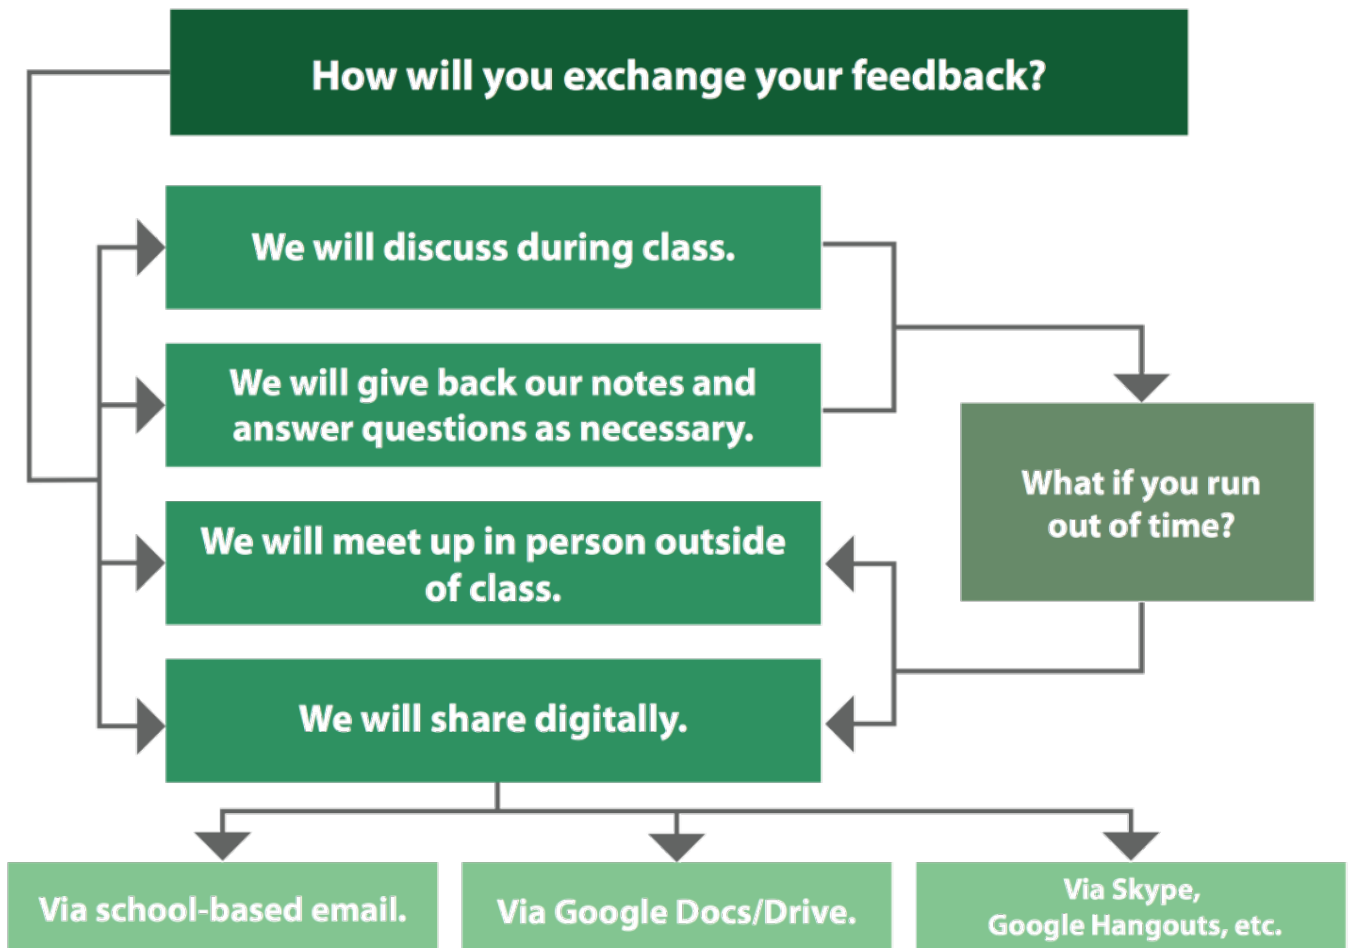 How will you exchange your feedback?
We will discuss during class.
We will give back our notes and
answer questions as necessary.
We will meet up in person outside
of class.
We will share digitally.
What if you run
out of time?
Via school-based email.
Via Google Docs/Drive.
Via Skype,
Google Hangouts, etc.